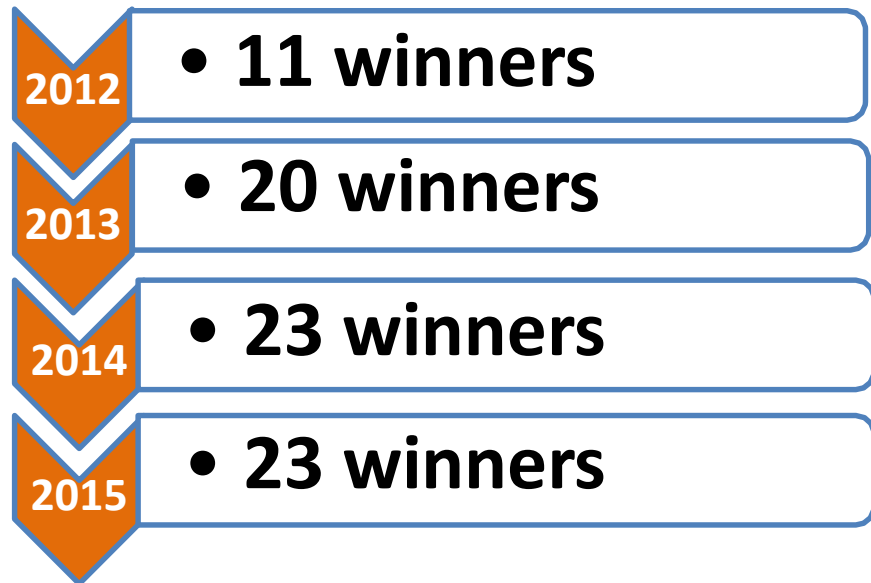 2012
• 11 winners
2013
• 20 winners
2014
• 23 winners
2015
• 23 winners